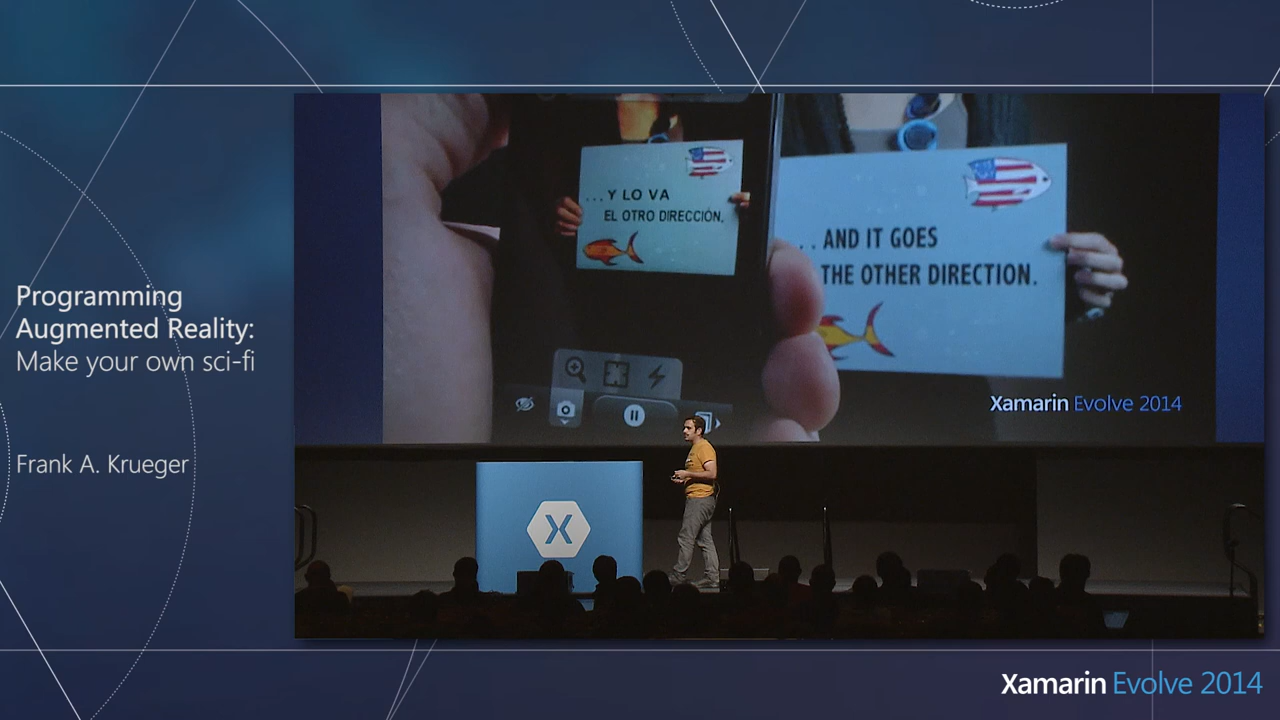 Programming
Augmented Reality:
Make your own sci-fi
Frank A. Krueger
...Y LO VA
EL OTRO DIRECCIÓN.
. . AND IT GOES
THE OTHER DIRECTION.
Xamarin Evolve 2014
X
Xamarin Evolve 2014